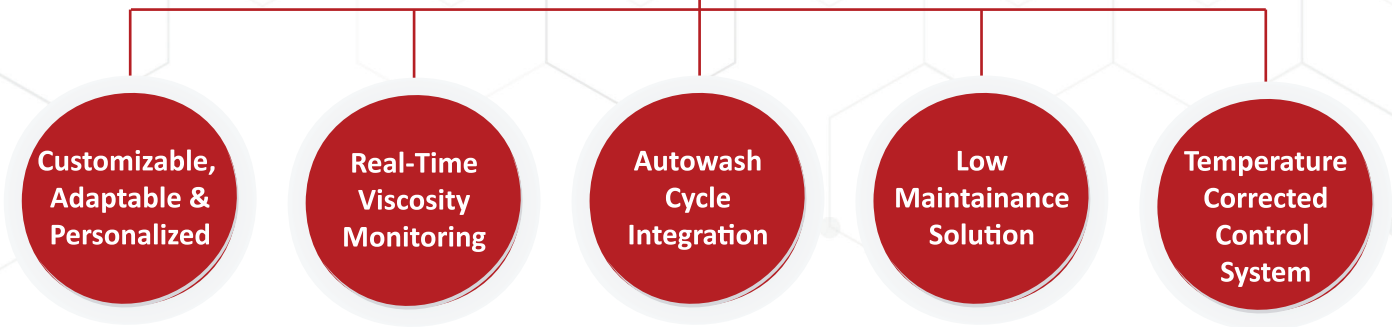 Customizable,
Adaptable &
Personalized
Real-Time
Viscosity
Monitoring
Autowash
Cycle
Integration
Low
Maintainance
Solution
Temperature
Corrected
Control
System